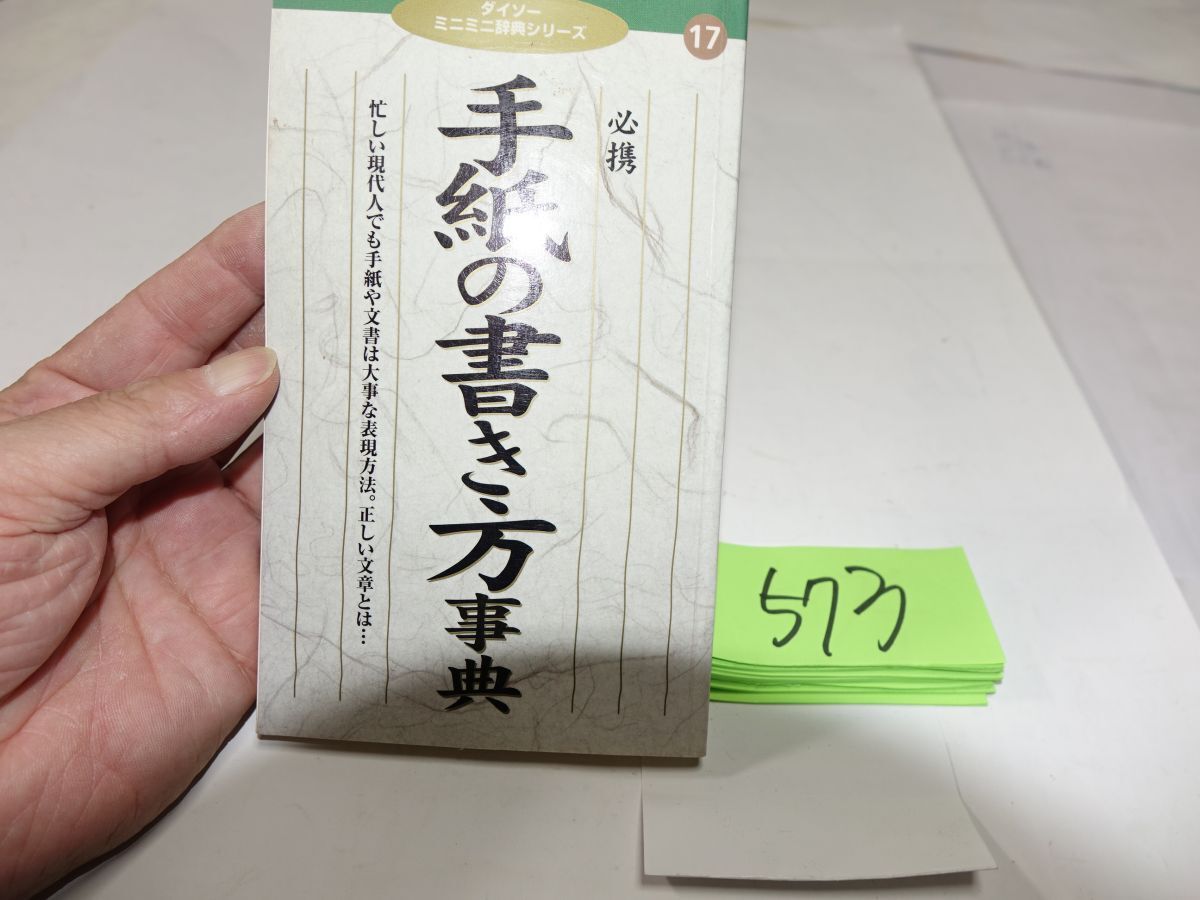 ダイソー
ミニミニ辞典シリーズ
17
必携
手紙の書き方事典
忙しい現代人でも手紙や文書は大事な表現方法。正しい文章とは…
573